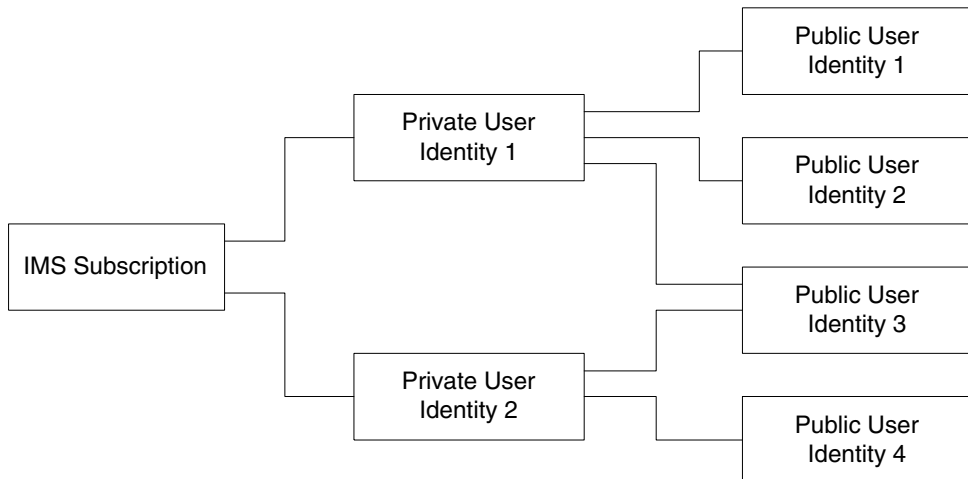 Public User
Identity 1
Private User
Identity 1
Public User
Identity 2
IMS Subscription
Public User
Identity 3
Private User
Identity 2
Public User
Identity 4